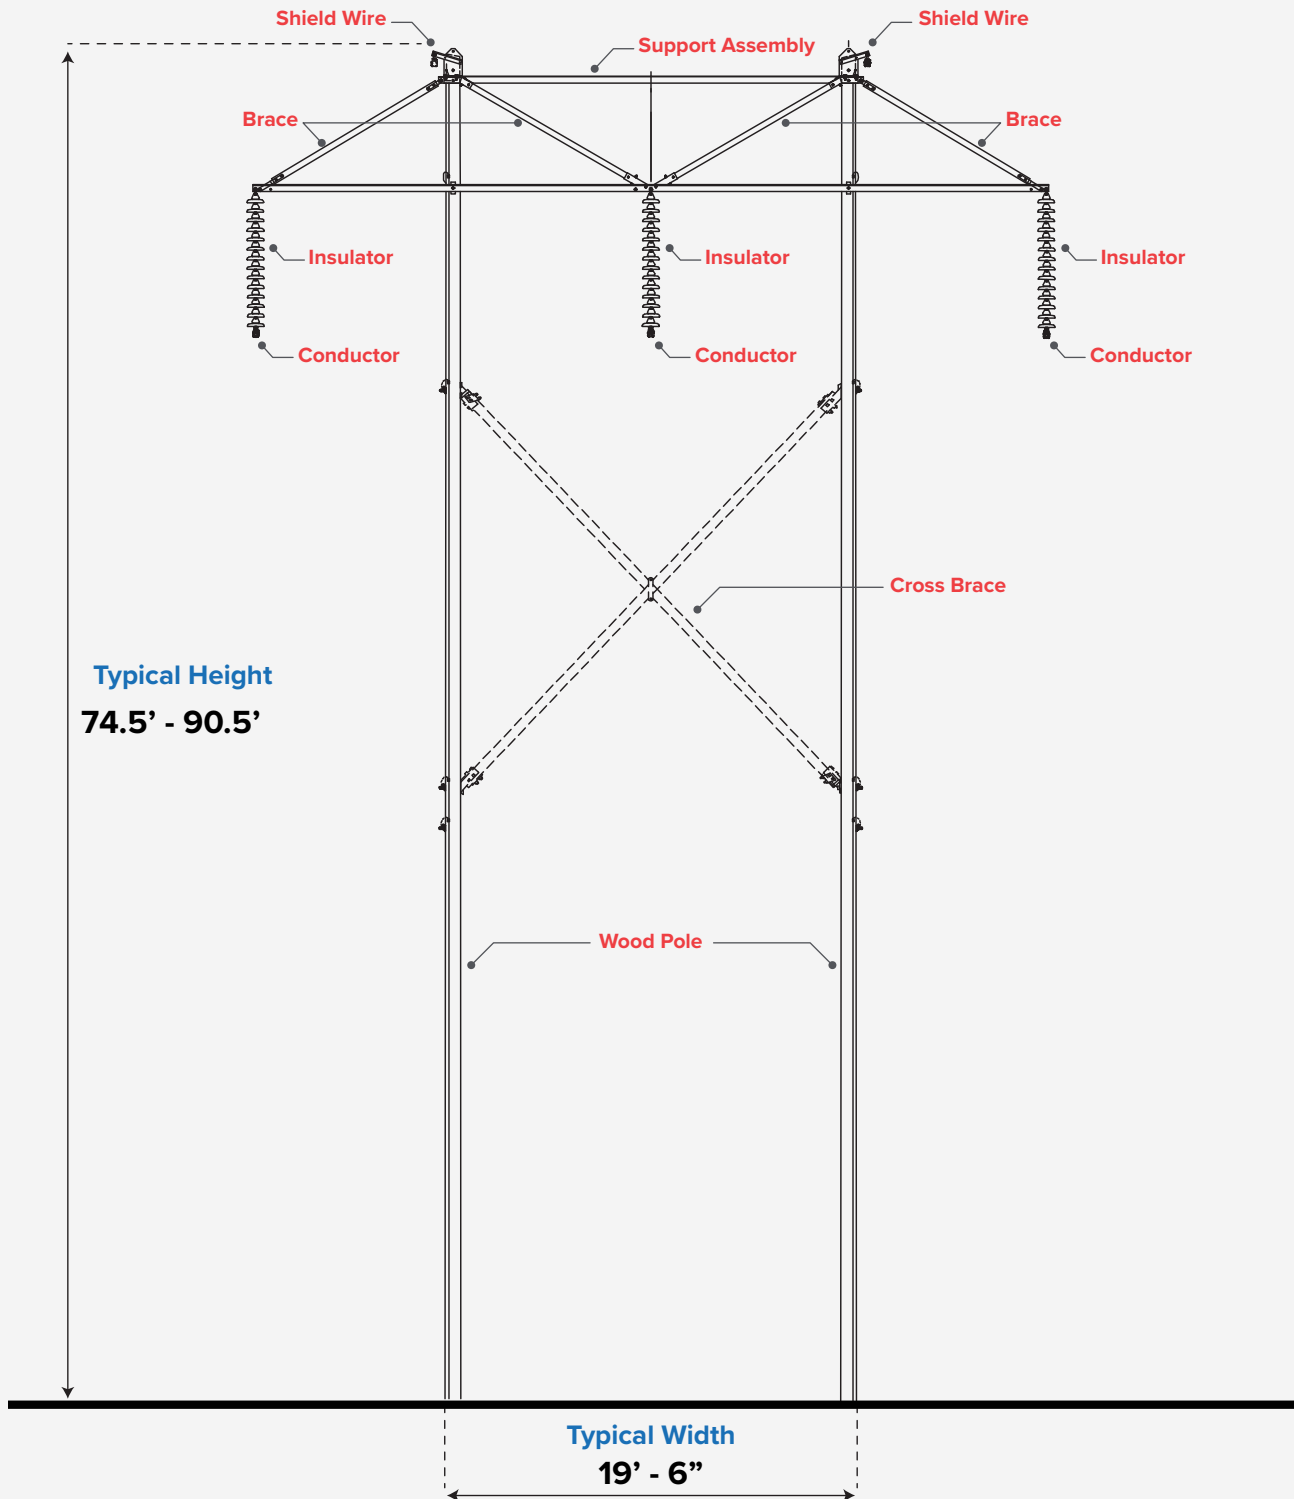 Shield Wire
Shield Wire
Support Assembly
Brace
Brace
Insulator
Insulator
Insulator
Conductor
Conductor
Conductor
Cross Brace
Typical Height
74.5’ - 90.5’
Wood Pole
Typical Width
19’ - 6”